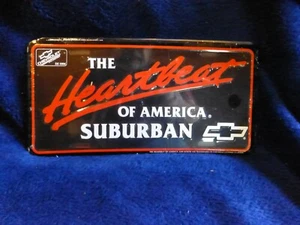 THE
Heartbeat
OF AMERICA.
SUBURBAN